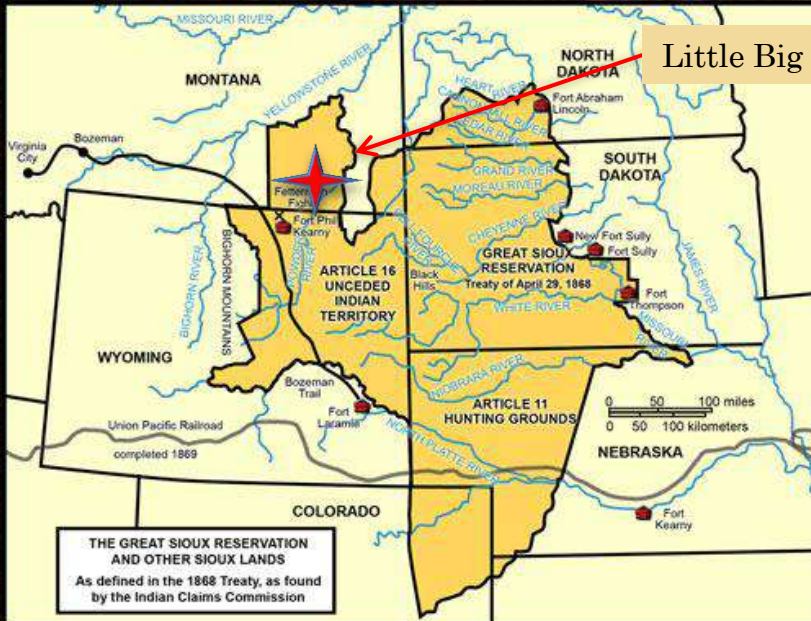 MISSOURI RIVER
MONTANA
YELLOWSTONE RIVER
NORTH
DAKOTA
Little Big
HEART RIVER
CANNONBALL RIVER
CEDAR RIVER
Fort Abraham
Lincoln
Virginia
City
Bozeman
GRAND RIVER
MOREAU RIVER
SOUTH
DAKOTA
Fight
Fort Phil
Kearny
CHEYENNE RIVER
New Fort Sully
Fort Sully
BIGHORN RIVER
BIGHORN MOUNTAINS
RIVER
ARTICLE 16
UNCEDED
INDIAN
TERRITORY
Black
Hills
GREAT SIOUX
RESERVATION
Treaty of April 29, 1868
WHITE RIVER
Fort
Thompson
JAMES RIVER
MISSOURI
RIVER
WYOMING
NIOBRARA RIVER
Bozeman
Trail
Fort
Laramie
ARTICLE 11
HUNTING GROUNDS
0 50 100 miles
0 50 100 kilometers
Union Pacific Railroad
completed 1869
NORTH PLATTE RIVER
NEBRASKA
COLORADO
Fort
Kearny
THE GREAT SIOUX RESERVATION
AND OTHER SIOUX LANDS
As defined in the 1868 Treaty, as found
by the Indian Claims Commission